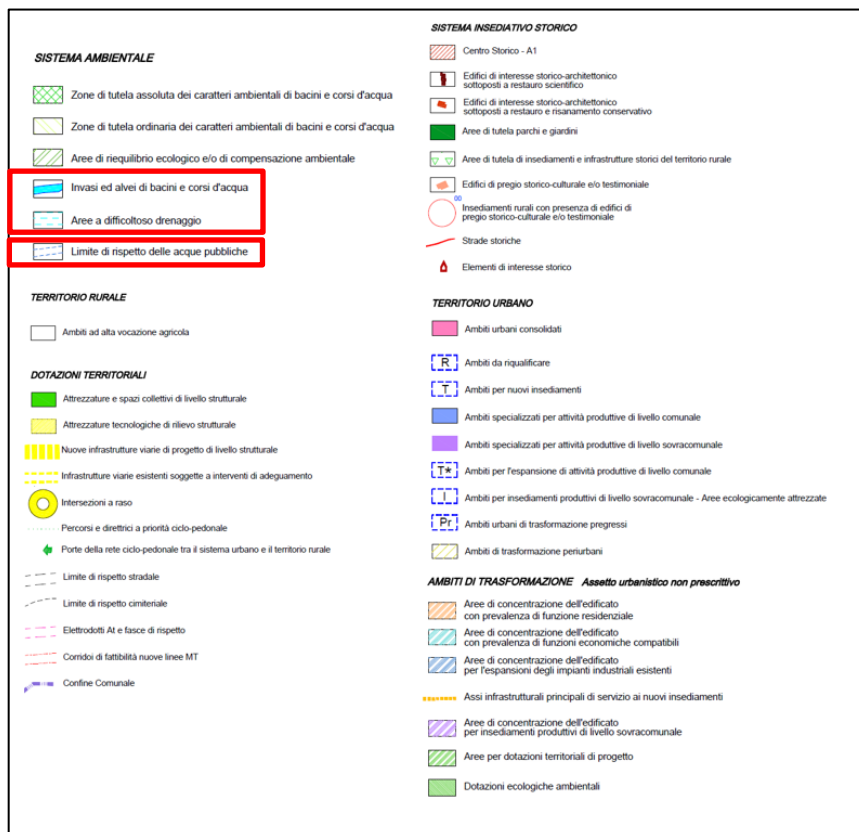 SISTEMA AMBIENTALE
Zone di tutela assoluta dei caratteri ambientali di bacini e corsi d'acqua
Zone di tutela ordinaria dei caratteri ambientali di bacini e corsi d'acqua
Aree di riequilibrio ecologico e/o di compensazione ambientale
Invasi ed alvei di bacini e corsi d'acqua
Aree a difficoltoso drenaggio
Limite di rispetto delle acque pubbliche
TERRITORIO RURALE
Ambiti ad alta vocazione agricola
DOTAZIONI TERRITORIALI
Attrezzature e spazi collettivi di livello strutturale
Attrezzature tecnologiche di rilievo strutturale
Nuove infrastrutture viarie di progetto di livello strutturale
Infrastrutture viarie esistenti soggette a interventi di adeguamento
Intersezioni a raso
Percorsi e direttrici a priorità ciclo-pedonale
Porte della rete ciclo-pedonale tra il sistema urbano e il territorio rurale
Limite di rispetto stradale
Limite di rispetto cimiteriale
Elettrodotti At e fasce di rispetto
Corridoi di fattibilità nuove linee MT
Confine Comunale
SISTEMA INSEDIATIVO STORICO
Centro Storico - A1
Edifici di interesse storico-architettonico
sottoposti a restauro scientifico
Edifici di interesse storico-architettonico
sottoposti a restauro e risanamento conservativo
Aree di tutela parchi e giardini
Aree di tutela di insediamenti e infrastrutture storici del territorio rurale
Edifici di pregio storico-culturale e/o testimoniale
00
Insediamenti rurali con presenza di edifici di
pregio storico-culturale e/o testimoniale
Strade storiche
Elementi di interesse storico
TERRITORIO URBANO
Ambiti urbani consolidati
R Ambiti da riqualificare
T Ambiti per nuovi insediamenti
Ambiti specializzati per attività produttive di livello comunale
Ambiti specializzati per attività produttive di livello sovracomunale
T* Ambiti per l'espansione di attività produttive di livello comunale
I Ambiti per insediamenti produttivi di livello sovracomunale - Aree ecologicamente attrezzate
Pr Ambiti urbani di trasformazione pregressi
Ambiti di trasformazione periurbani
AMBITI DI TRASFORMAZIONE Assetto urbanistico non prescrittivo
Aree di concentrazione dell'edificato
con prevalenza di funzione residenziale
Aree di concentrazione dell'edificato
con prevalenza di funzioni economiche compatibili
Aree di concentrazione dell'edificato
per l'espansioni degli impianti industriali esistenti
Assi infrastrutturali principali di servizio ai nuovi insediamenti
Aree di concentrazione dell'edificato
per insediamenti produttivi di livello sovracomunale
Aree per dotazioni territoriali di progetto
Dotazioni ecologiche ambientali